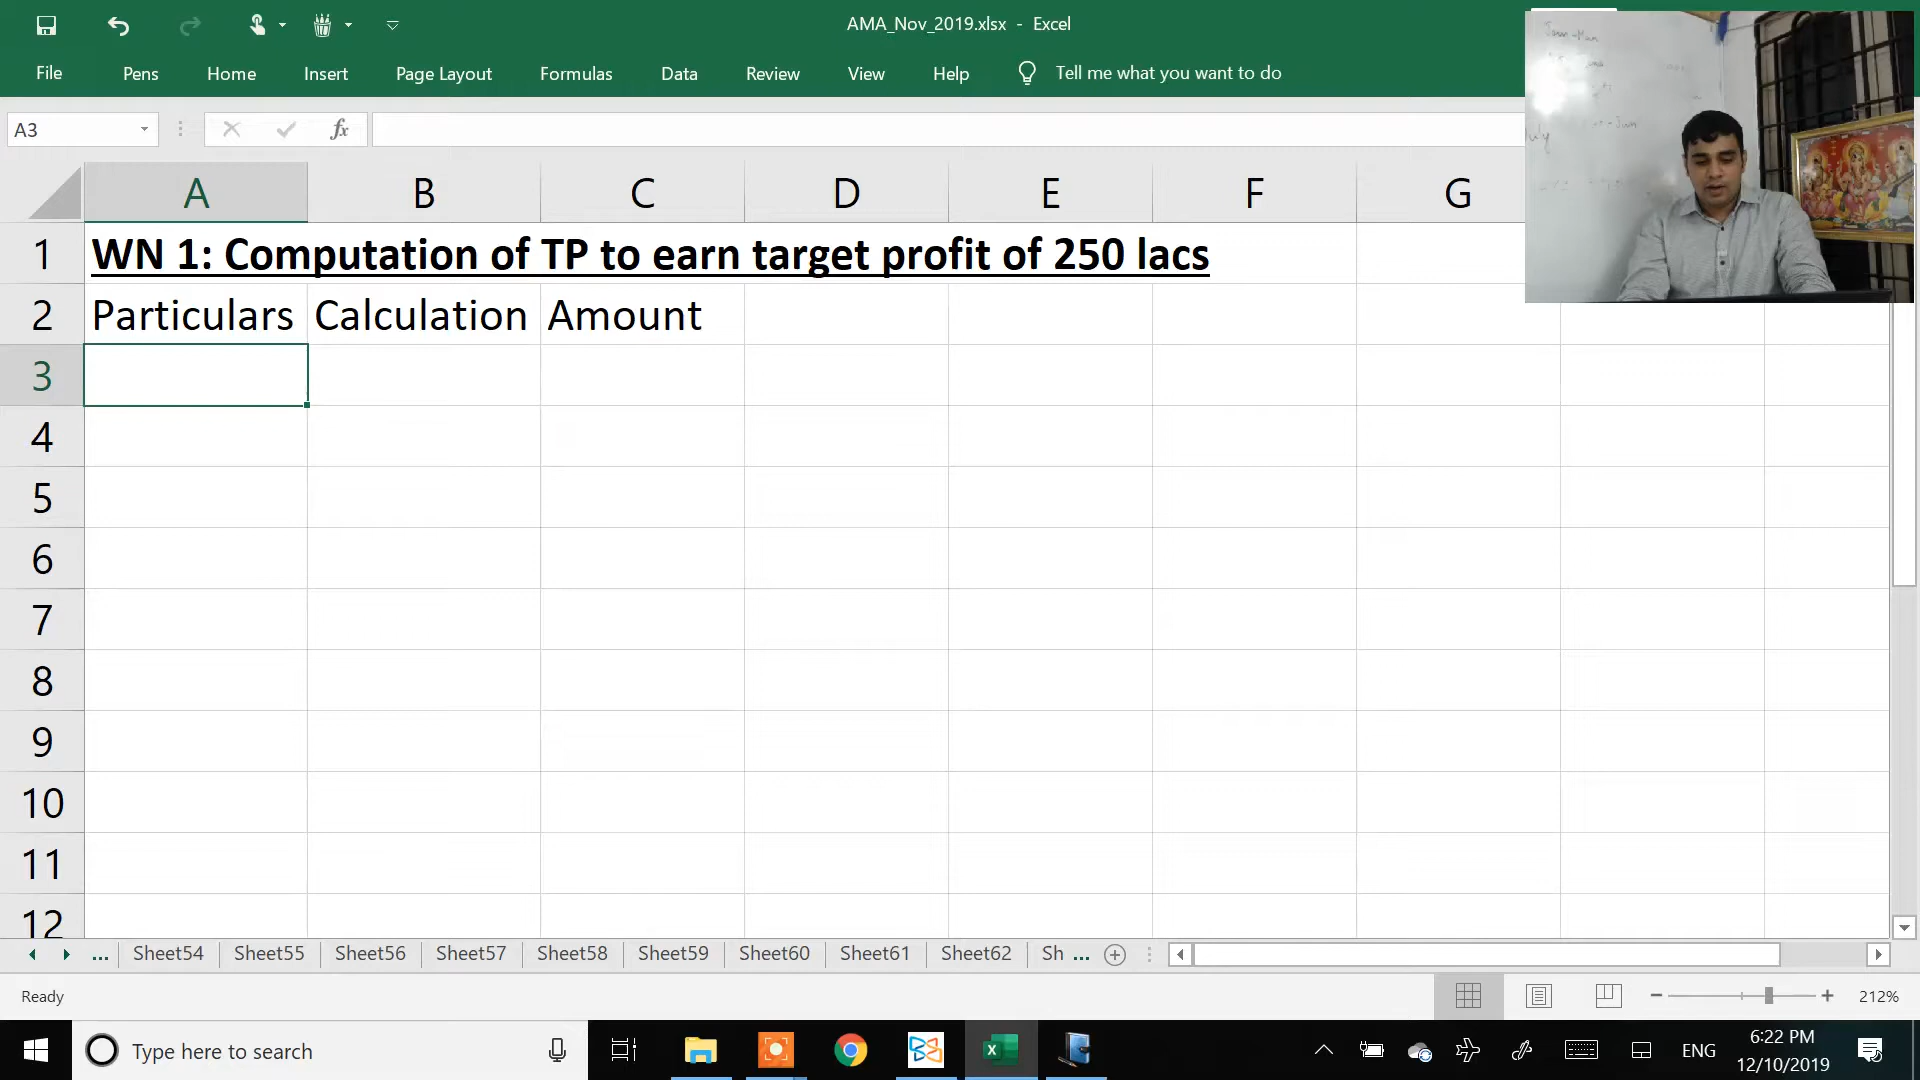 AMA_Nov_2019.xlsx - Excel
File Pens Home Insert Page Layout Formulas Data Review View Help Tell me what you want to do
A3 fx
A B C D E F G
1 WN 1: Computation of TP to earn target profit of 250 lacs
2 Particulars Calculation Amount
3
4
5
6
7
8
9
10
11
12
... Sheet54 Sheet55 Sheet56 Sheet57 Sheet58 Sheet59 Sheet60 Sheet61 Sheet62 Sh ...
Ready 212%
Type here to search ENG 6:22 PM
12/10/2019